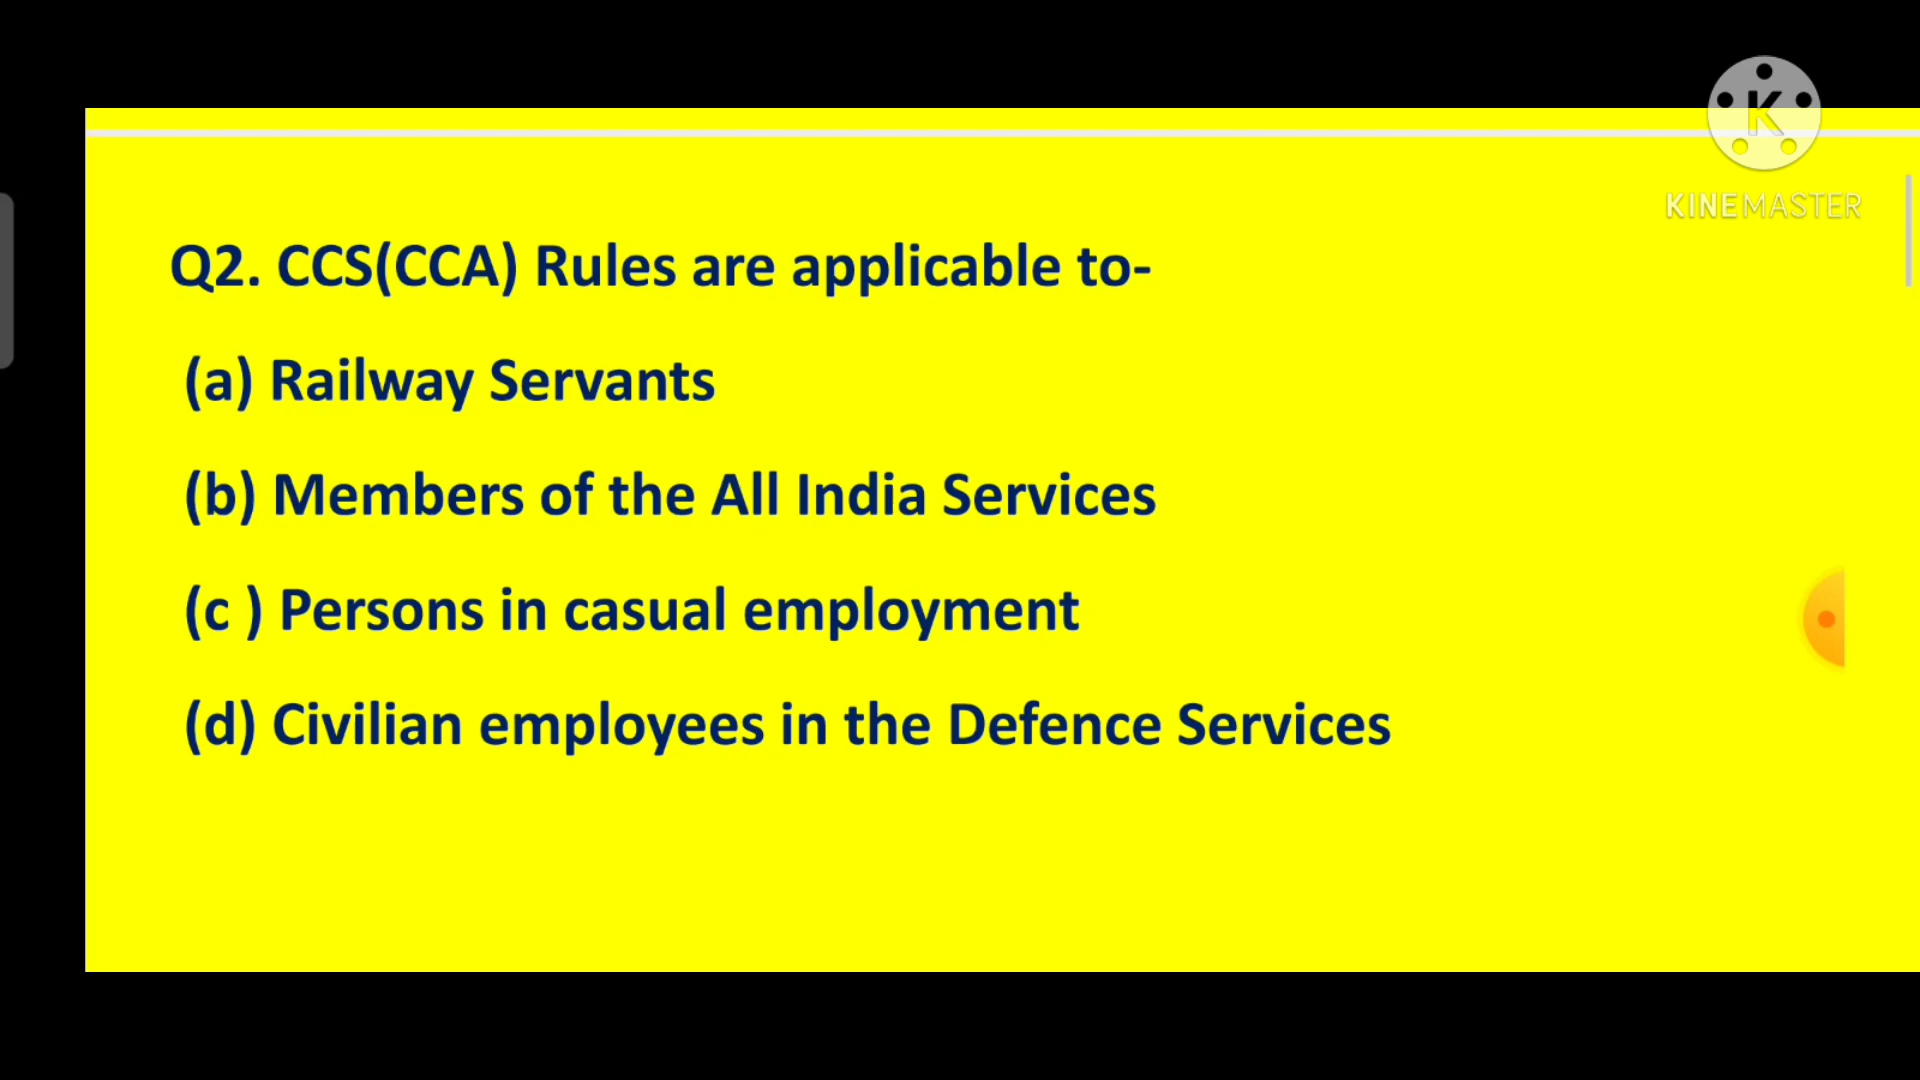 K
KINEMASTER
Q2. CCS(CCA) Rules are applicable to-
(a) Railway Servants
(b) Members of the All India Services
(c ) Persons in casual employment
(d) Civilian employees in the Defence Services